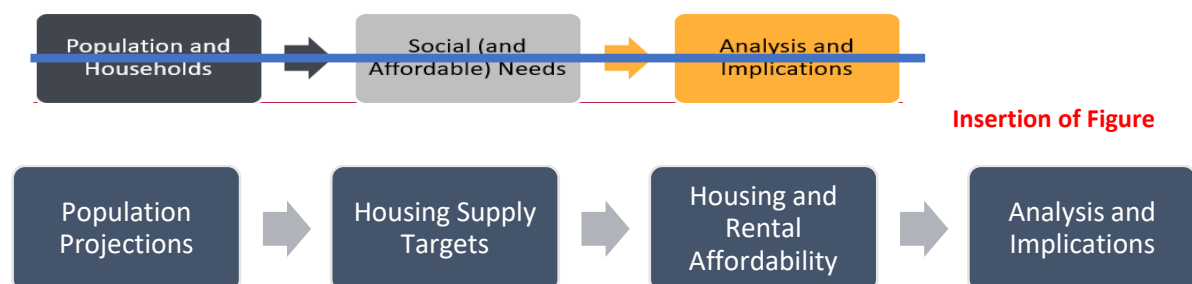 Population and
Households
Social (and
Affordable) Needs
Analysis and
Implications
Insertion of Figure
Population
Projections
Housing Supply
Targets
Housing and
Rental
Affordability
Analysis and
Implications